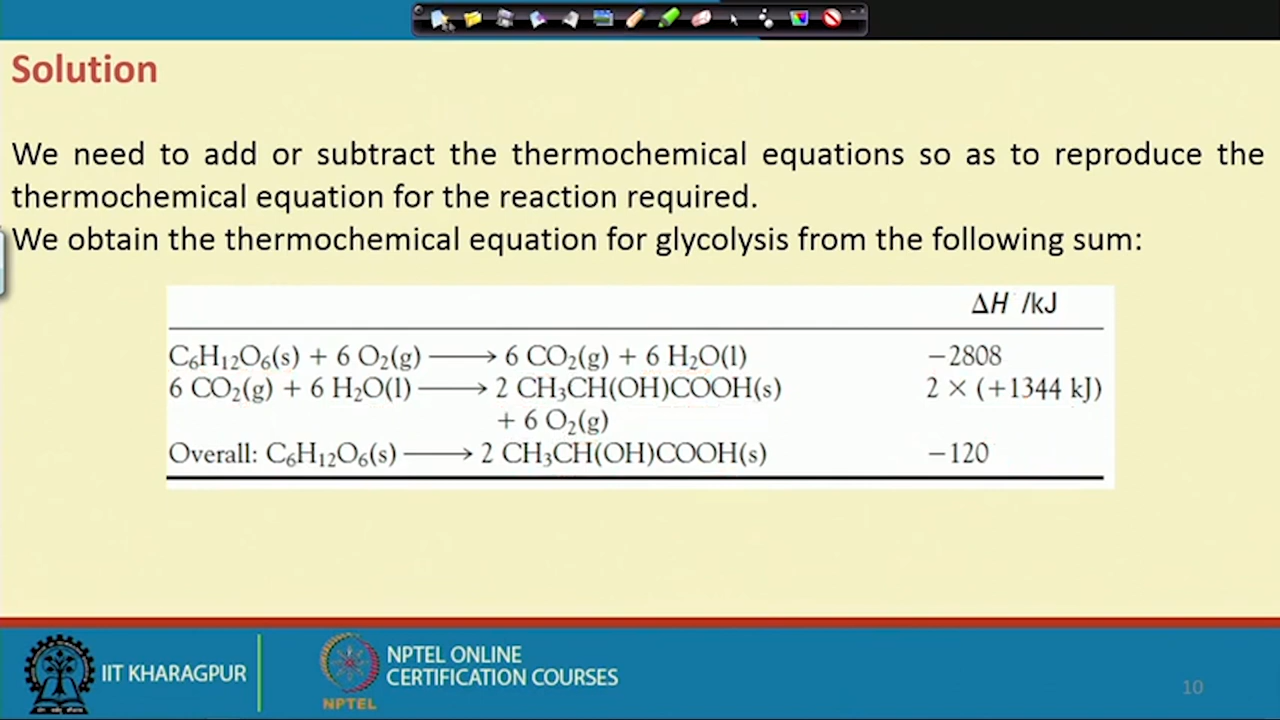 Solution
We need to add or subtract the thermochemical equations so as to reproduce the
thermochemical equation for the reaction required.
We obtain the thermochemical equation for glycolysis from the following sum:
ΔH /kJ
C₆H₁₂O₆(s) + 6 O₂(g) ⟶ 6 CO₂(g) + 6 H₂O(l) −2808
6 CO₂(g) + 6 H₂O(l) ⟶ 2 CH₃CH(OH)COOH(s) 2 × (+1344 kJ)
+ 6 O₂(g)
Overall: C₆H₁₂O₆(s) ⟶ 2 CH₃CH(OH)COOH(s) −120
IIT KHARAGPUR
NPTEL
NPTEL ONLINE
CERTIFICATION COURSES
10